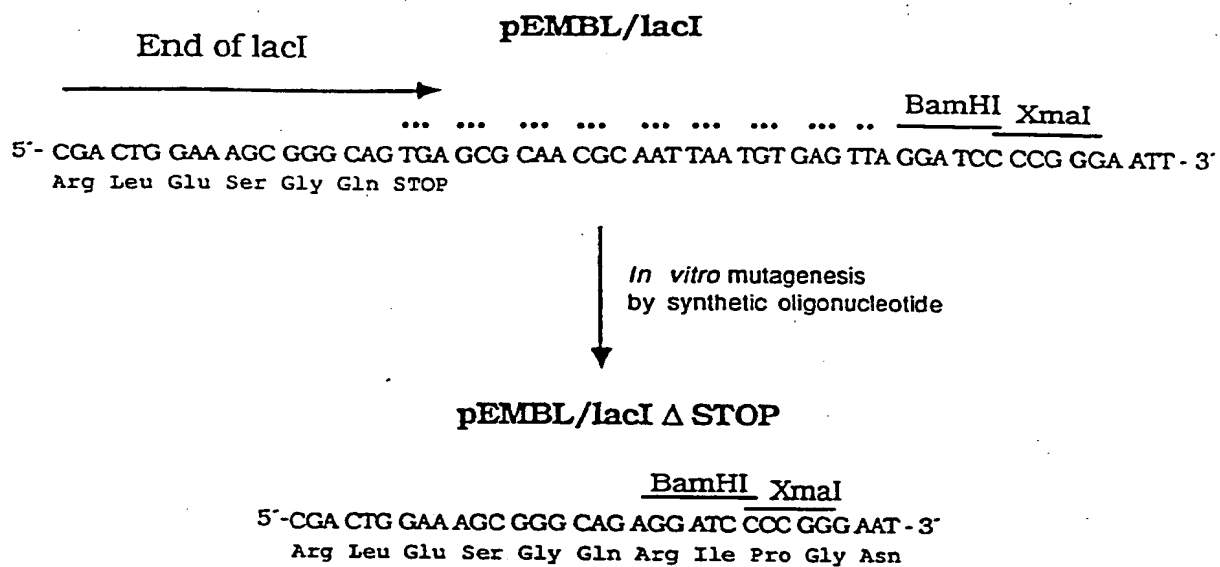 pEMBL/lacI
End of lacI
BamHI XmaI
... ... ... ... ... ... ... ... ..
5´- CGA CTG GAA AGC GGG CAG TGA GCG CAA CGC AAT TAA TGT GAG TTA GGA TCC CCG GGA ATT - 3´
Arg Leu Glu Ser Gly Gln STOP
In vitro mutagenesis
by synthetic oligonucleotide
pEMBL/lacI Δ STOP
BamHI XmaI
5´-CGA CTG GAA AGC GGG CAG AGG ATC CCC GGG AAT - 3´
Arg Leu Glu Ser Gly Gln Arg Ile Pro Gly Asn